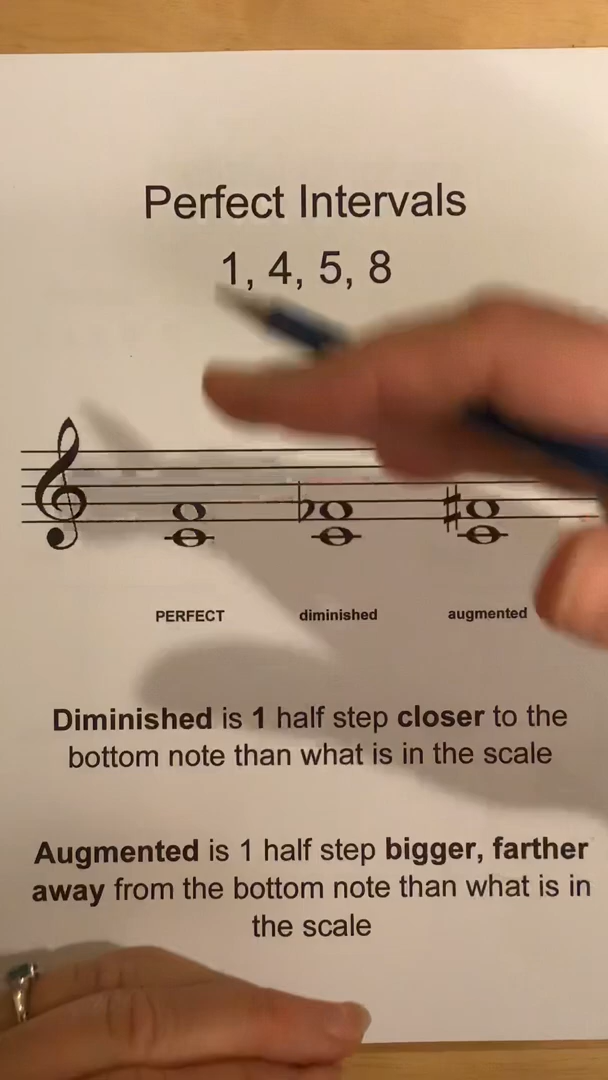 Perfect Intervals
1, 4, 5, 8
PERFECT diminished augmented
Diminished is 1 half step closer to the
bottom note than what is in the scale
Augmented is 1 half step bigger, farther
away from the bottom note than what is in
the scale